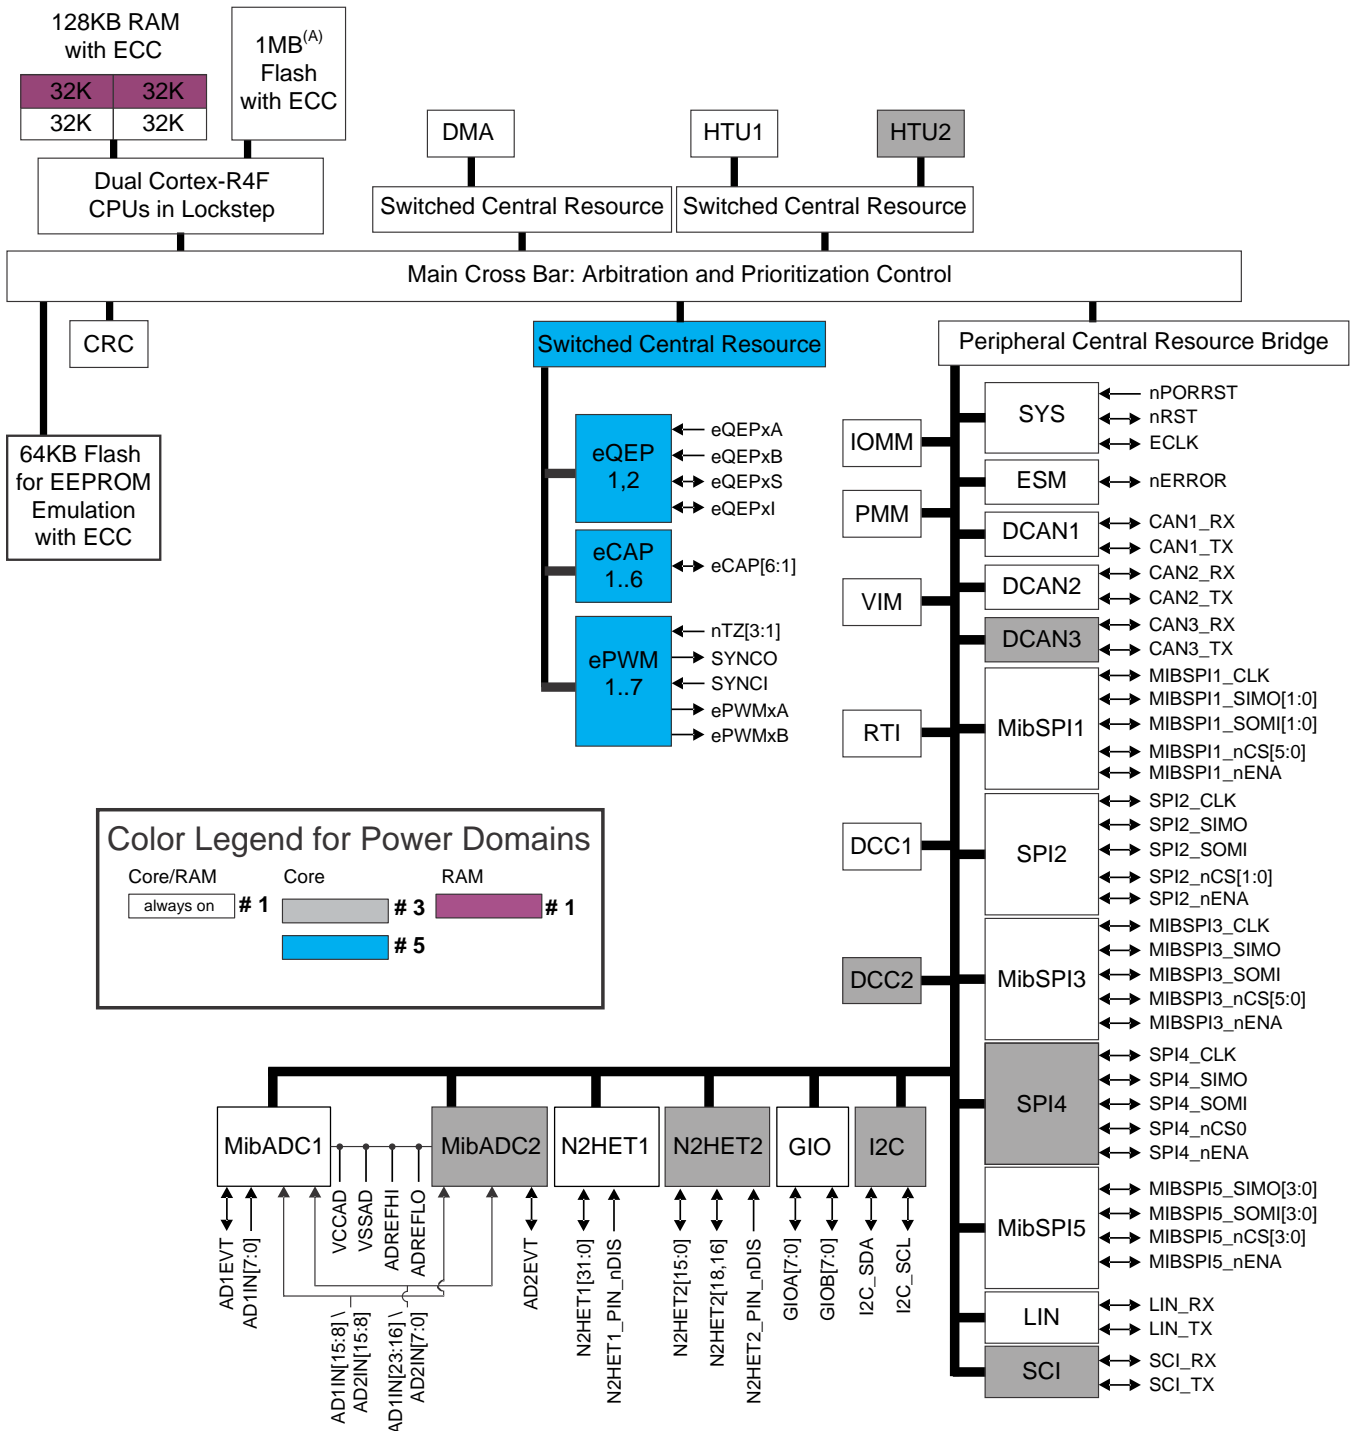 128KB RAM
with ECC
32K 32K
32K 32K
1MB(A)
Flash
with ECC
DMA
HTU1
HTU2
Dual Cortex-R4F
CPUs in Lockstep
Switched Central Resource
Switched Central Resource
Main Cross Bar: Arbitration and Prioritization Control
CRC
64KB Flash
for EEPROM
Emulation
with ECC
Switched Central Resource
Peripheral Central Resource Bridge
eQEP
1,2
eQEPxA
eQEPxB
eQEPxS
eQEPxI
eCAP
1..6
eCAP[6:1]
ePWM
1..7
nTZ[3:1]
SYNCO
SYNCI
ePWMxA
ePWMxB
IOMM
PMM
VIM
RTI
DCC1
DCC2
SYS
nPORRST
nRST
ECLK
ESM
nERROR
DCAN1
CAN1_RX
CAN1_TX
DCAN2
CAN2_RX
CAN2_TX
DCAN3
CAN3_RX
CAN3_TX
MibSPI1
MIBSPI1_CLK
MIBSPI1_SIMO[1:0]
MIBSPI1_SOMI[1:0]
MIBSPI1_nCS[5:0]
MIBSPI1_nENA
SPI2
SPI2_CLK
SPI2_SIMO
SPI2_SOMI
SPI2_nCS[1:0]
SPI2_nENA
MibSPI3
MIBSPI3_CLK
MIBSPI3_SIMO
MIBSPI3_SOMI
MIBSPI3_nCS[5:0]
MIBSPI3_nENA
SPI4
SPI4_CLK
SPI4_SIMO
SPI4_SOMI
SPI4_nCS0
SPI4_nENA
MibSPI5
MIBSPI5_SIMO[3:0]
MIBSPI5_SOMI[3:0]
MIBSPI5_nCS[3:0]
MIBSPI5_nENA
LIN
LIN_RX
LIN_TX
SCI
SCI_RX
SCI_TX
Color Legend for Power Domains
Core/RAM Core RAM
always on # 1 # 3 # 1
# 5
MibADC1
MibADC2
N2HET1
N2HET2
GIO
I2C
AD1EVT
AD1IN[7:0]
VCCAD
VSSAD
ADREFHI
ADREFLO
AD1IN[15:8] \
AD2IN[15:8]
AD1IN[23:16] \
AD2IN[7:0]
AD2EVT
N2HET1[31:0]
N2HET1_PIN_nDIS
N2HET2[15:0]
N2HET2[18,16]
N2HET2_PIN_nDIS
GIOA[7:0]
GIOB[7:0]
I2C_SDA
I2C_SCL